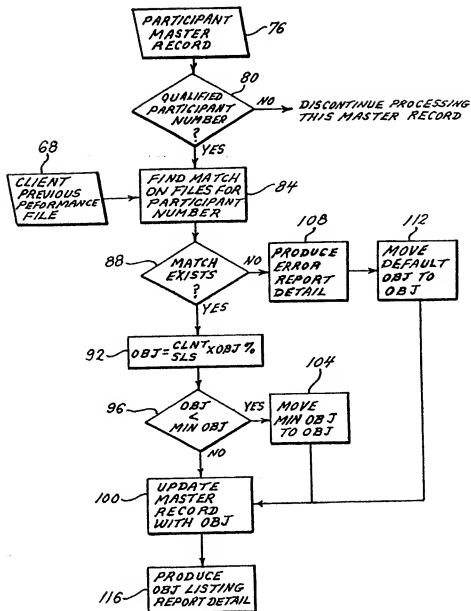 PARTICIPANT
MASTER
RECORD
76
80
QUALIFIED
PARTICIPANT
NUMBER
?
NO
DISCONTINUE PROCESSING
THIS MASTER RECORD
YES
68
CLIENT
PREVIOUS
PEFORMANCE
FILE
FIND MATCH
ON FILES FOR
PARTICIPANT
NUMBER
84
88
MATCH
EXISTS
?
NO
YES
108
PRODUCE
ERROR
REPORT
DETAIL
112
MOVE
DEFAULT
OBJ TO
OBJ
92
OBJ = CLNT SLS X OBJ %
96
OBJ
<
MIN OBJ
YES
NO
104
MOVE
MIN OBJ
TO OBJ
100
UPDATE
MASTER
RECORD
WITH OBJ
116
PRODUCE
OBJ LISTING
REPORT DETAIL